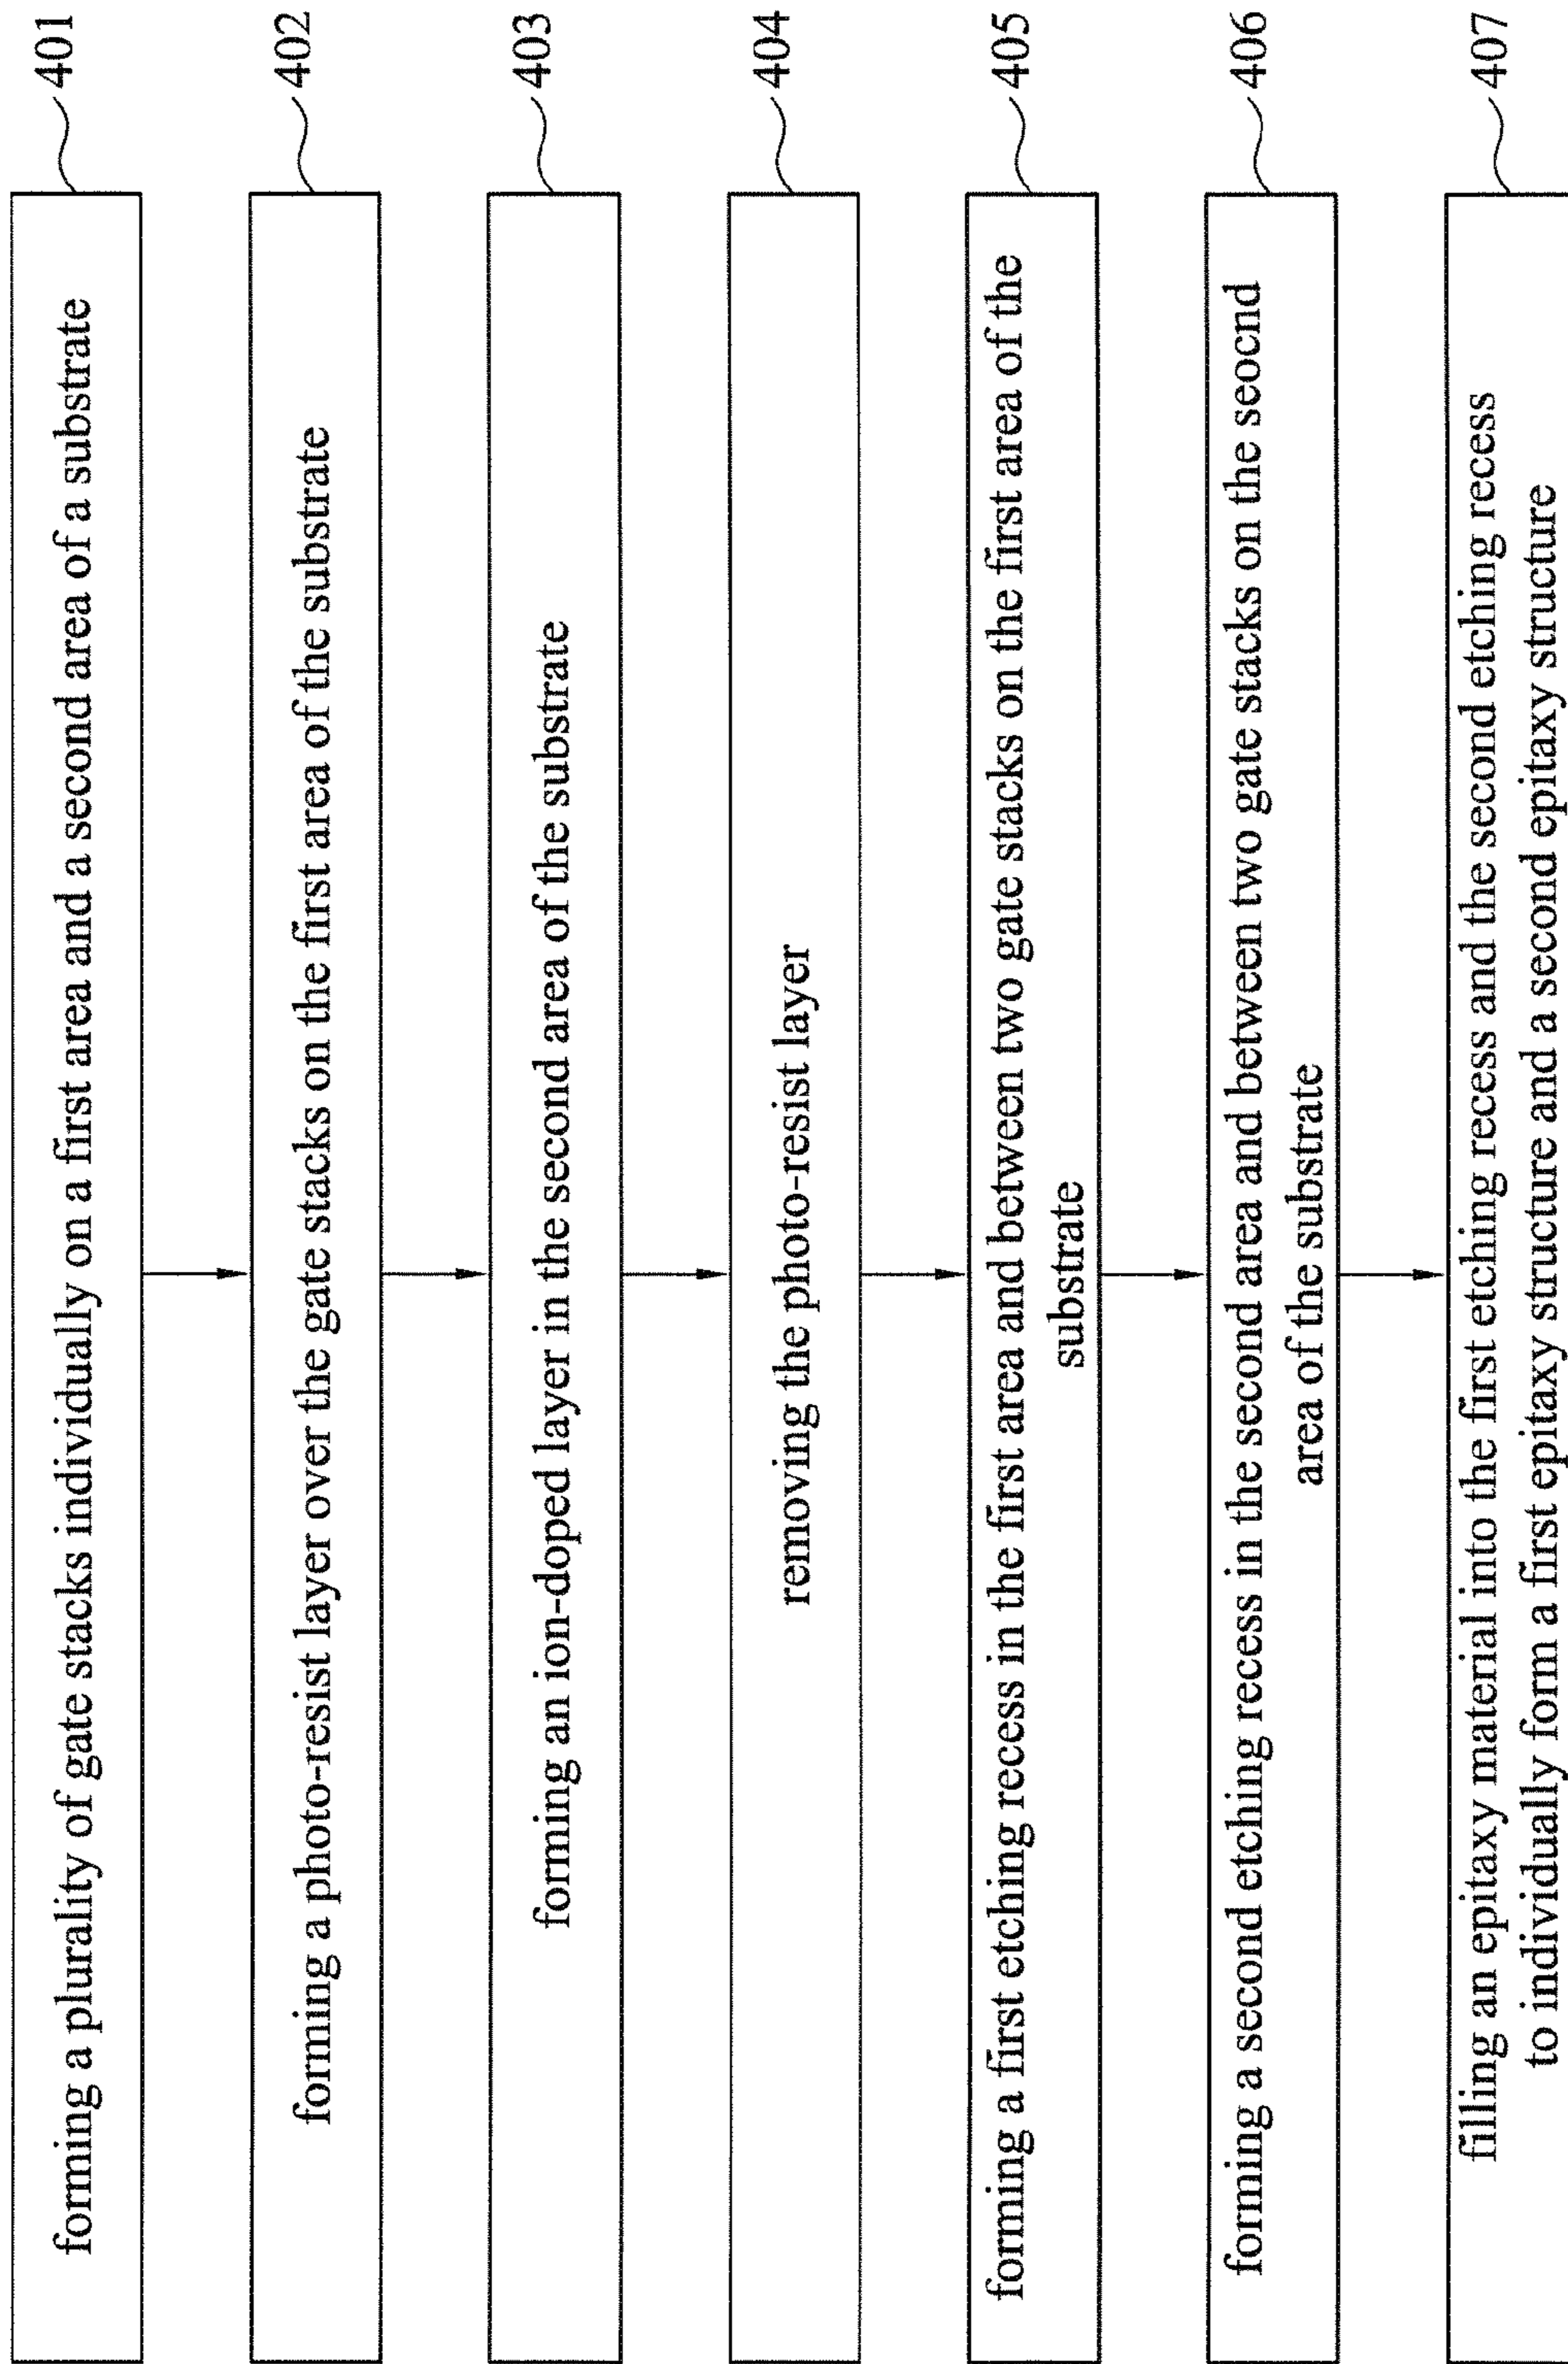 forming a plurality of gate stacks individually on a first area and a second area of a substrate
401
forming a photo-resist layer over the gate stacks on the first area of the substrate
402
forming an ion-doped layer in the second area of the substrate
403
removing the photo-resist layer
404
forming a first etching recess in the first area and between two gate stacks on the first area of the
substrate
405
forming a second etching recess in the second area and between two gate stacks on the seocnd
area of the substrate
406
filling an epitaxy material into the first etching recess and the second etching recess
to individually form a first epitaxy structure and a second epitaxy structure
407